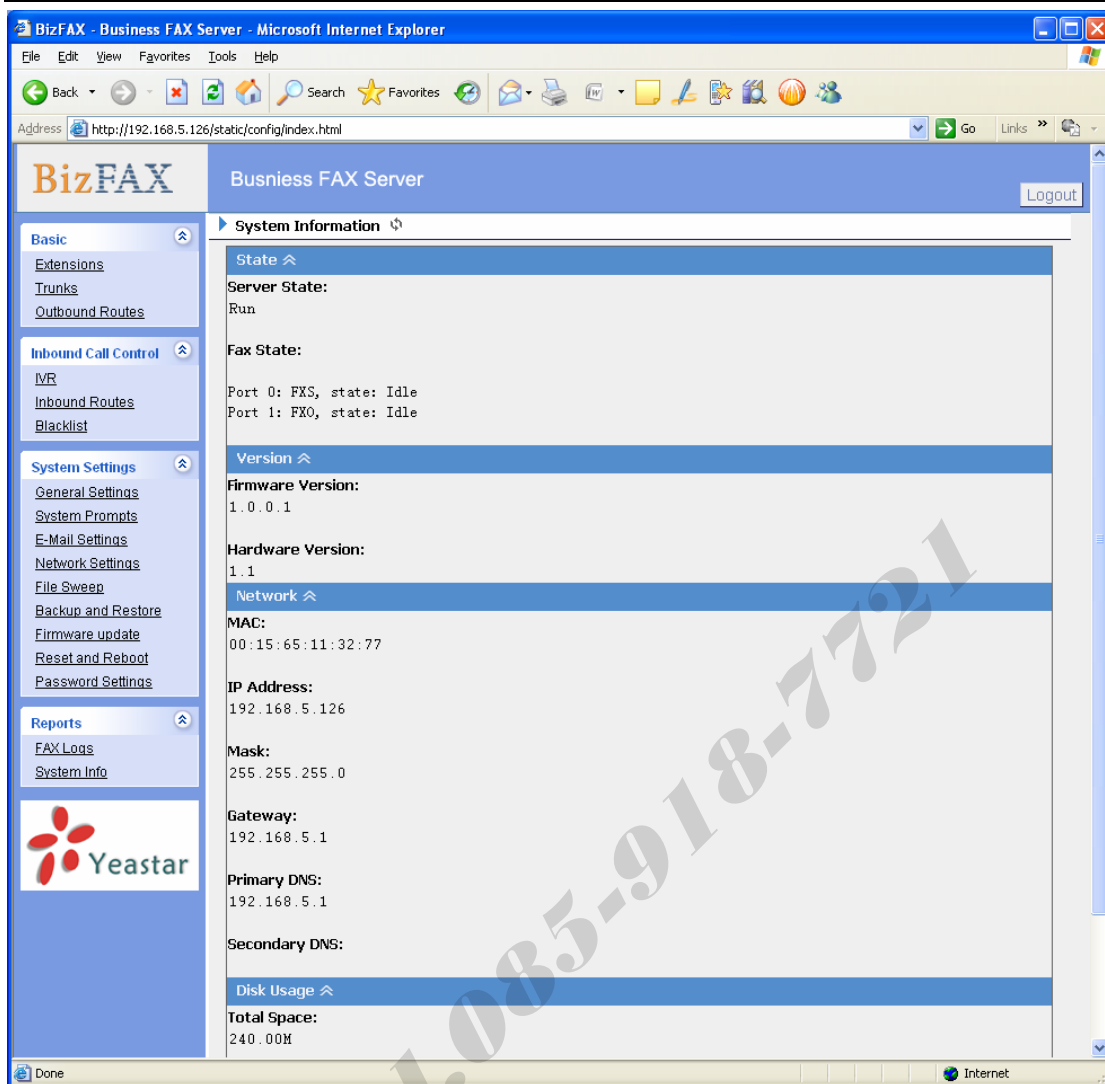 BizFAX - Business FAX Server - Microsoft Internet Explorer
File Edit View Favorites Tools Help
Back Search Favorites
Address http://192.168.5.126/static/config/index.html Go Links »
BizFAX
Busniess FAX Server
Logout
System Information
Basic
Extensions
Trunks
Outbound Routes
Inbound Call Control
IVR
Inbound Routes
Blacklist
System Settings
General Settings
System Prompts
E-Mail Settings
Network Settings
File Sweep
Backup and Restore
Firmware update
Reset and Reboot
Password Settings
Reports
FAX Logs
System Info
Yeastar
State
Server State:
Run
Fax State:
Port 0: FXS, state: Idle
Port 1: FXO, state: Idle
Version
Firmware Version:
1.0.0.1
Hardware Version:
1.1
Network
MAC:
00:15:65:11:32:77
IP Address:
192.168.5.126
Mask:
255.255.255.0
Gateway:
192.168.5.1
Primary DNS:
192.168.5.1
Secondary DNS:
Disk Usage
Total Space:
240.00M
Done Internet
.085-918-7721